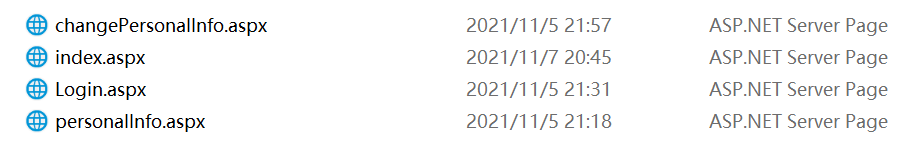 changePersonalInfo.aspx 2021/11/5 21:57 ASP.NET Server Page
index.aspx 2021/11/7 20:45 ASP.NET Server Page
Login.aspx 2021/11/5 21:31 ASP.NET Server Page
personalInfo.aspx 2021/11/5 21:18 ASP.NET Server Page